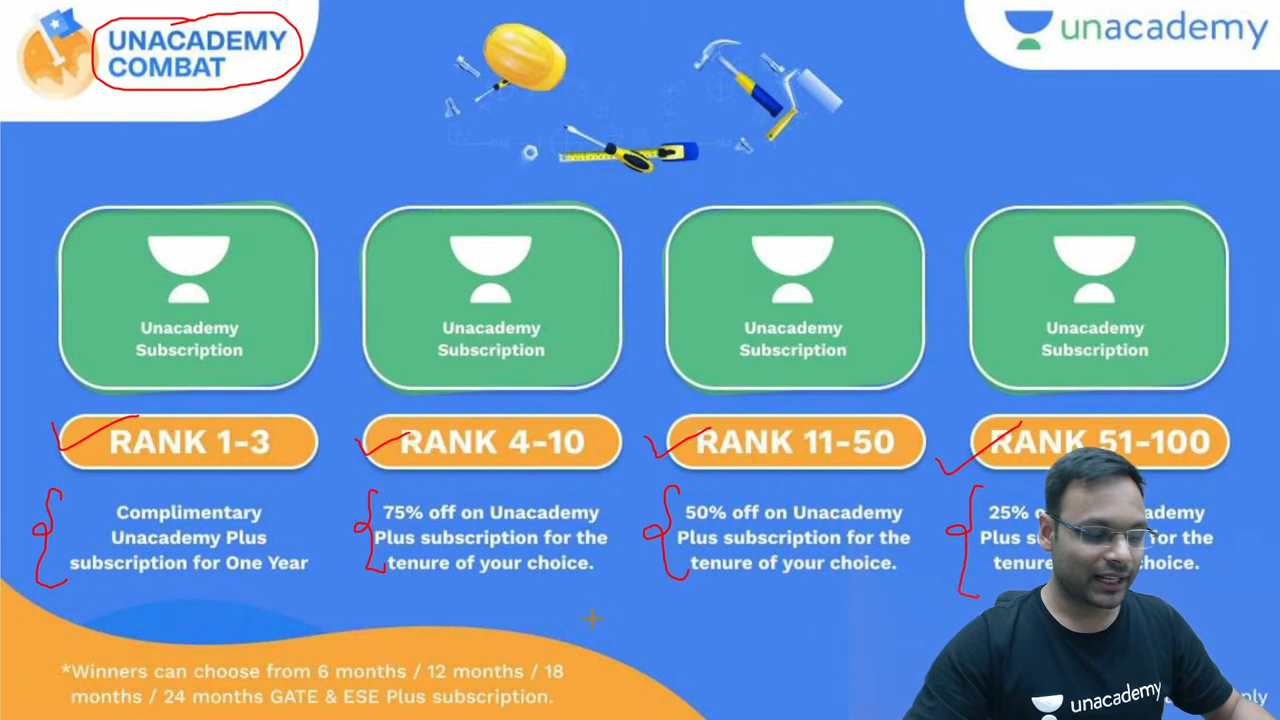 UNACADEMY
COMBAT
unacademy
Unacademy
Subscription
Unacademy
Subscription
Unacademy
Subscription
Unacademy
Subscription
RANK 1-3
RANK 4-10
RANK 11-50
RANK 51-100
Complimentary
Unacademy Plus
subscription for One Year
75% off on Unacademy
Plus subscription for the
tenure of your choice.
50% off on Unacademy
Plus subscription for the
tenure of your choice.
25%
Plus for the
choice.
*Winners can choose from 6 months / 12 months / 18
months / 24 months GATE & ESE Plus subscription.
unacademy